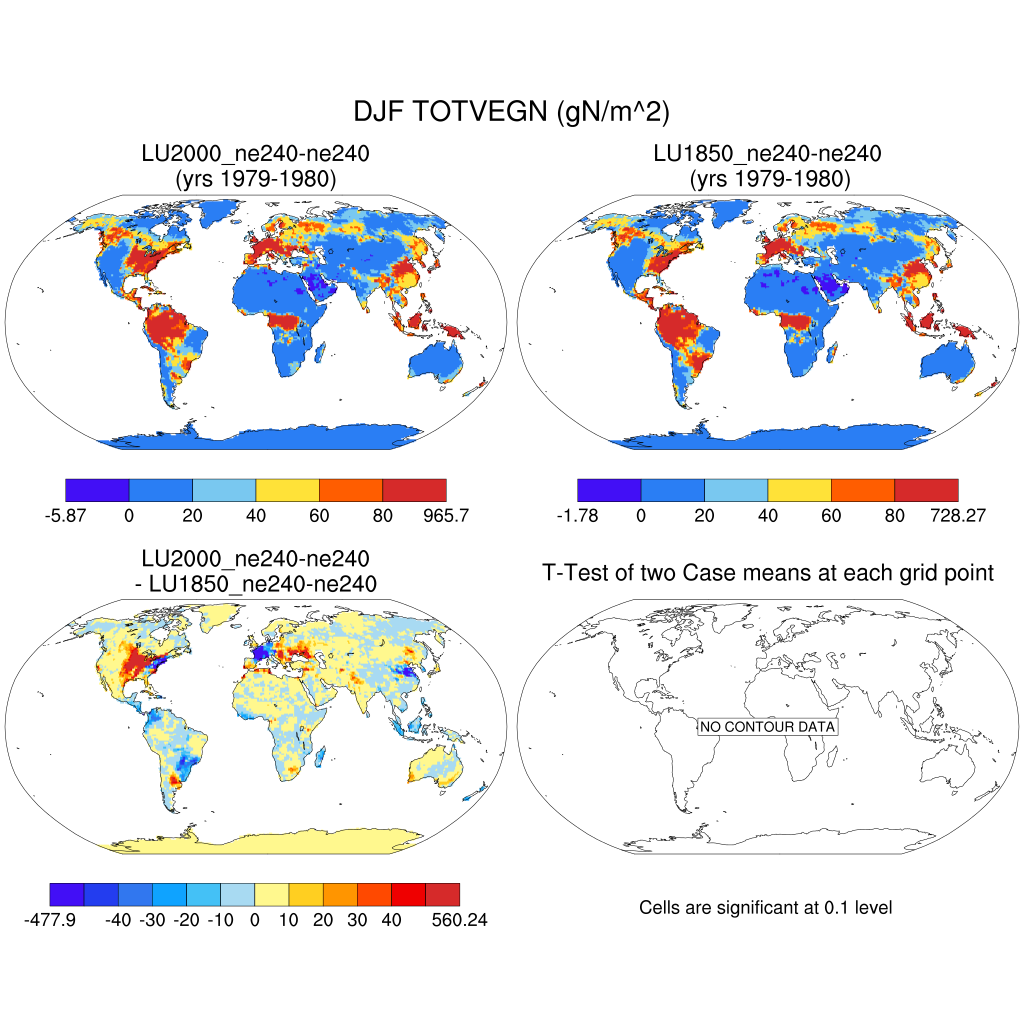 DJF TOTVEGN (gN/m^2)
LU2000_ne240-ne240
(yrs 1979-1980)
LU1850_ne240-ne240
(yrs 1979-1980)
-5.87 0 20 40 60 80 965.7
-1.78 0 20 40 60 80 728.27
LU2000_ne240-ne240
- LU1850_ne240-ne240
T-Test of two Case means at each grid point
NO CONTOUR DATA
-477.9 -40 -30 -20 -10 0 10 20 30 40 560.24
Cells are significant at 0.1 level